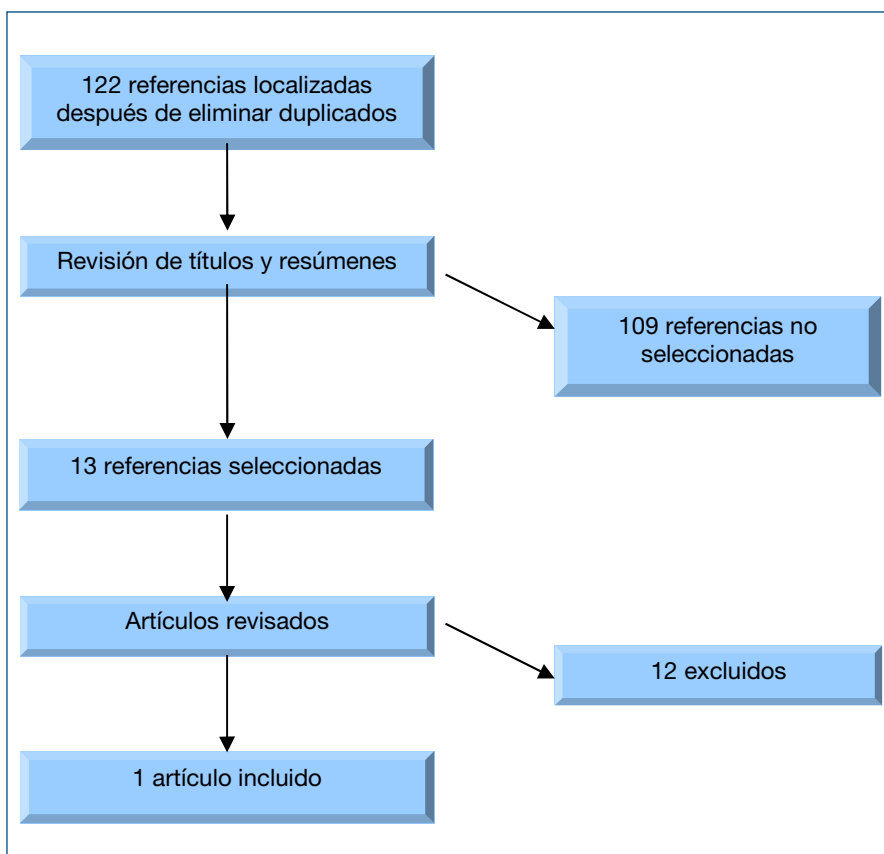 122 referencias localizadas
después de eliminar duplicados
Revisión de títulos y resúmenes
109 referencias no
seleccionadas
13 referencias seleccionadas
Artículos revisados
12 excluidos
1 artículo incluido